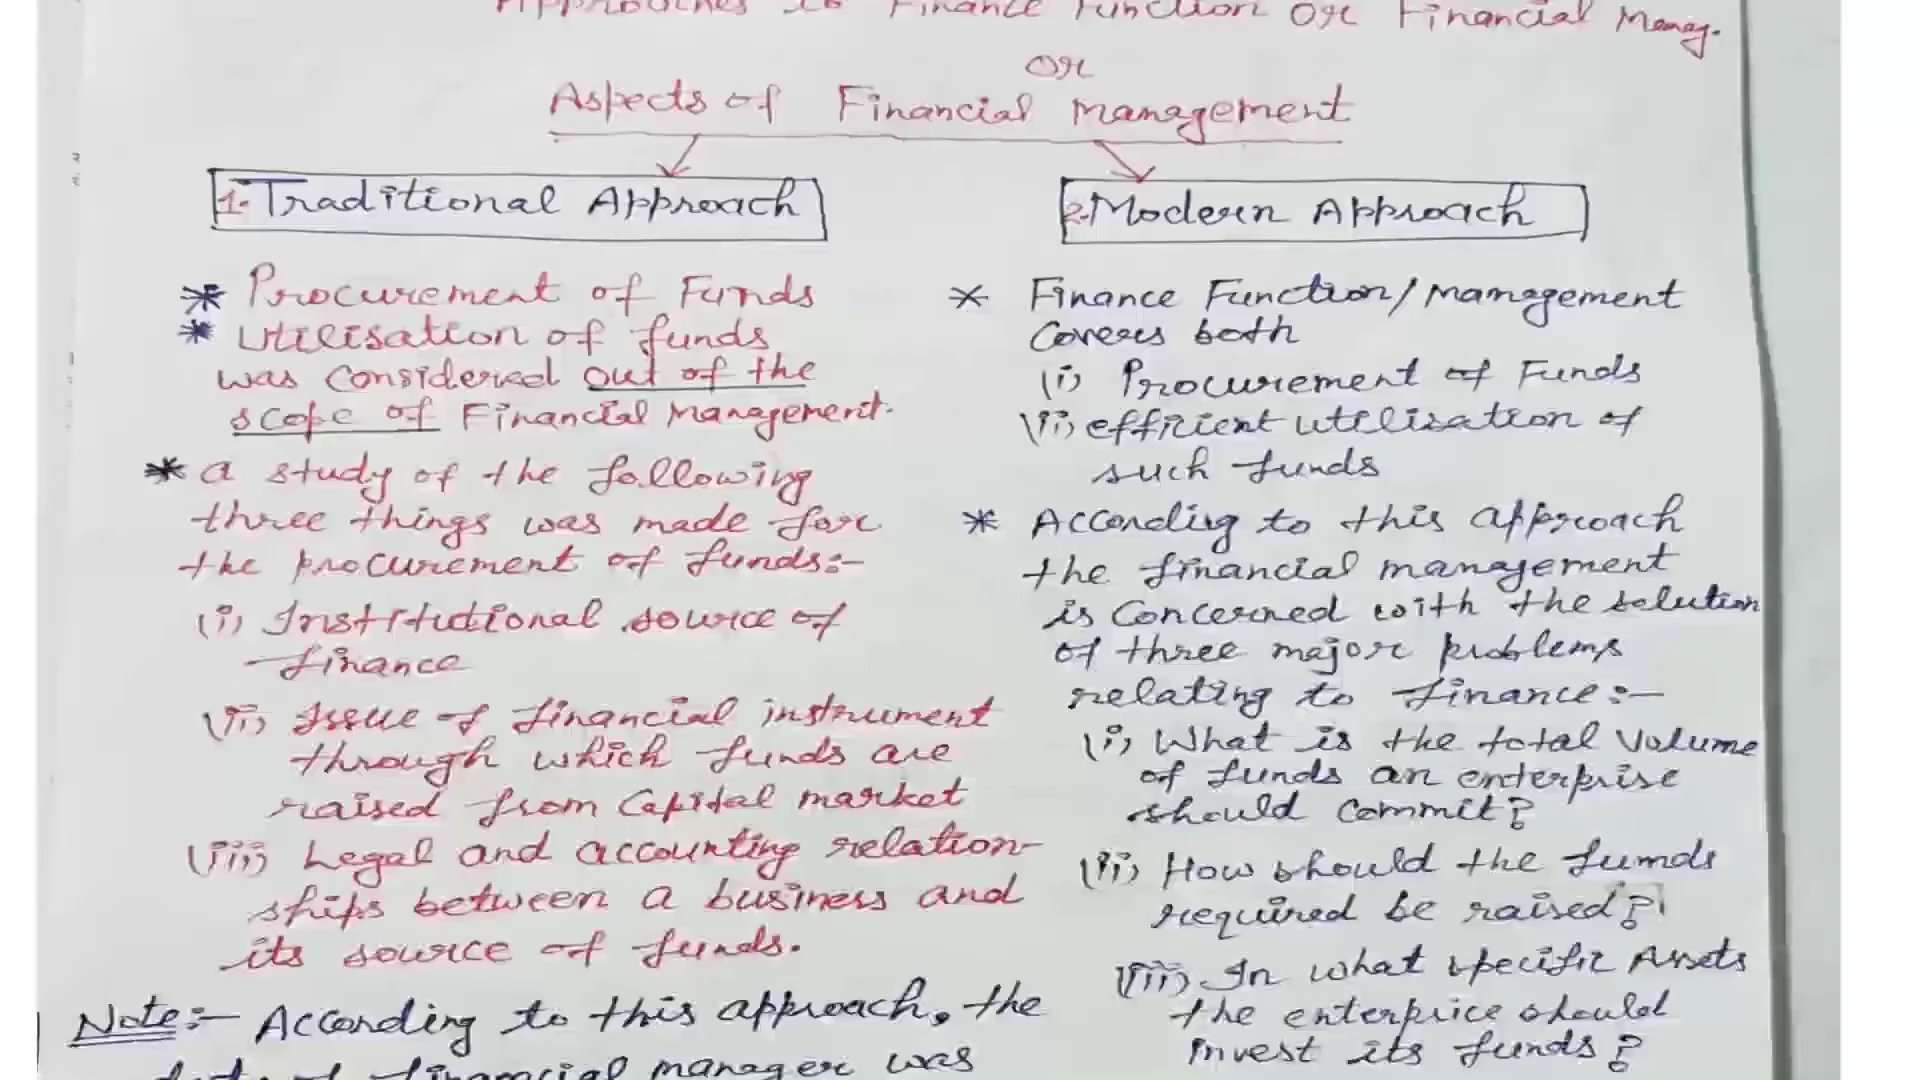 Approaches to Finance Function or Financial Manag.
or
Aspects of Financial Management
1. Traditional Approach
* Procurement of Funds
* Utilisation of funds
was considered out of the
scope of Financial Management.
* a study of the following
three things was made for
the procurement of funds:-
(i) Institutional source of
finance
(ii) Issue of financial instrument
through which funds are
raised from Capital market
(iii) Legal and accounting relation-
ships between a business and
its source of funds.
Note:- According to this approach, the
financial manager was
2. Modern Approach
* Finance Function/Management
Covers both
(i) Procurement of Funds
(ii) efficient utilisation of
such funds
* According to this approach
the financial management
is concerned with the solution
of three major problems
relating to finance:-
(i) What is the total Volume
of funds an enterprise
should commit?
(ii) How should the funds
required be raised?
(iii) In what specific Assets
the enterprice should
invest its funds?